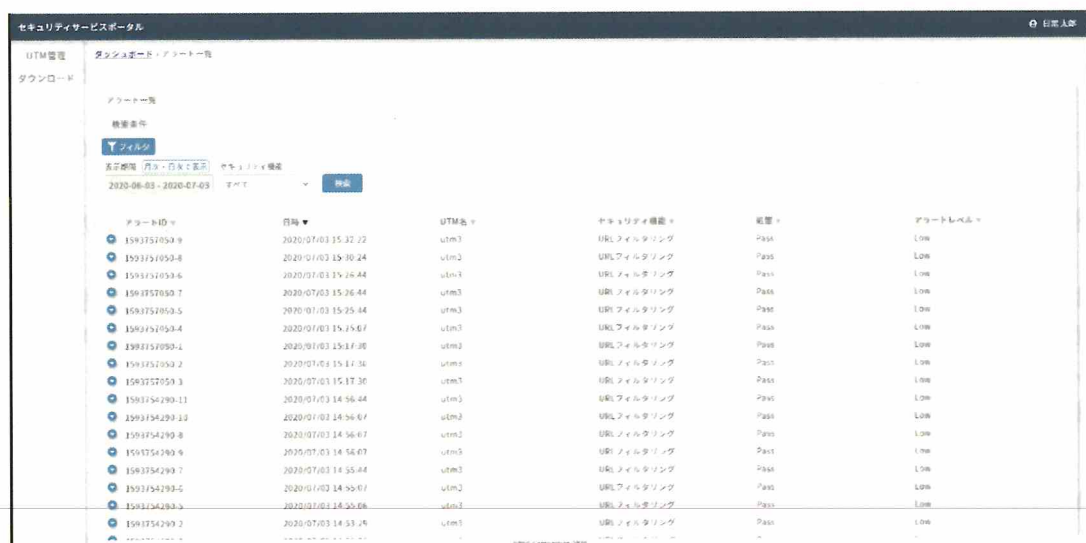 セキュリティサービスポータル 目黒太郎
UTM管理 ダッシュボード › アラート一覧
ダウンロード
アラート一覧
検索条件
フィルタ
表示期間 月次・日次で表示 セキュリティ機能
2020-06-03 - 2020-07-03 すべて 検索
アラートID 日時 UTM名 セキュリティ機能 処置 アラートレベル
1593757050-9 2020/07/03 15:32:22 utm3 URLフィルタリング Pass Low
1593757050-8 2020/07/03 15:30:24 utm3 URLフィルタリング Pass Low
1593757050-6 2020/07/03 15:26:44 utm3 URLフィルタリング Pass Low
1593757050-7 2020/07/03 15:26:44 utm3 URLフィルタリング Pass Low
1593757050-5 2020/07/03 15:25:44 utm3 URLフィルタリング Pass Low
1593757050-4 2020/07/03 15:25:07 utm3 URLフィルタリング Pass Low
1593757050-1 2020/07/03 15:17:30 utm3 URLフィルタリング Pass Low
1593757050-2 2020/07/03 15:17:30 utm3 URLフィルタリング Pass Low
1593757050-3 2020/07/03 15:17:30 utm3 URLフィルタリング Pass Low
1593754290-11 2020/07/03 14:56:44 utm3 URLフィルタリング Pass Low
1593754290-10 2020/07/03 14:56:07 utm3 URLフィルタリング Pass Low
1593754290-8 2020/07/03 14:56:07 utm3 URLフィルタリング Pass Low
1593754290-9 2020/07/03 14:56:07 utm3 URLフィルタリング Pass Low
1593754290-7 2020/07/03 14:55:44 utm3 URLフィルタリング Pass Low
1593754290-6 2020/07/03 14:55:07 utm3 URLフィルタリング Pass Low
1593754290-5 2020/07/03 14:55:06 utm3 URLフィルタリング Pass Low
1593754290-2 2020/07/03 14:53:29 utm3 URLフィルタリング Pass Low